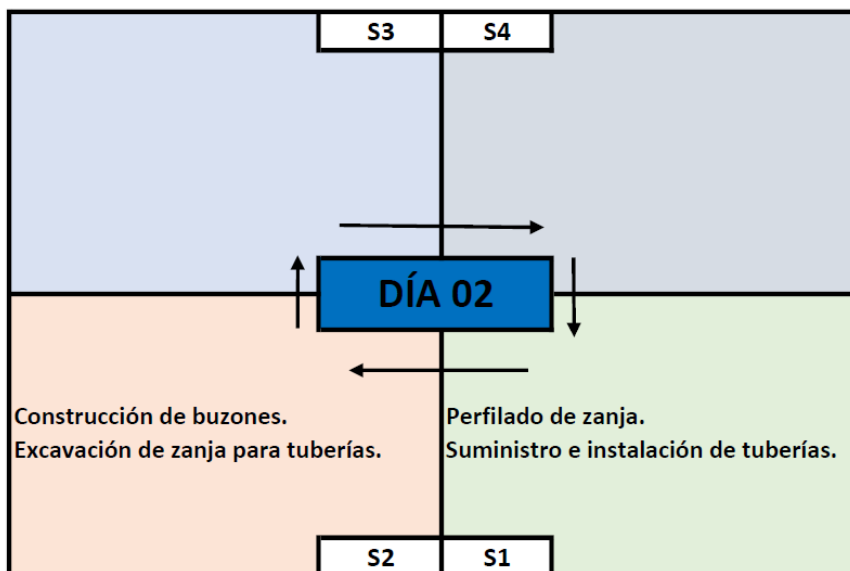 S3
S4
DÍA 02
Construcción de buzones.
Excavación de zanja para tuberías.
Perfilado de zanja.
Suministro e instalación de tuberías.
S2
S1